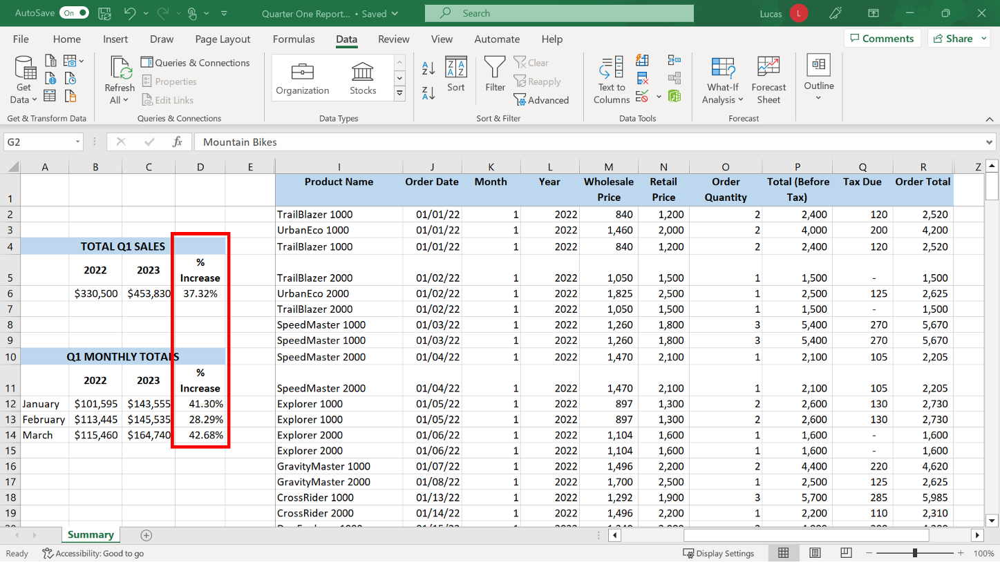 AutoSave On Quarter One Report... • Saved Search Lucas L
File Home Insert Draw Page Layout Formulas Data Review View Automate Help Comments Share
Get Data Refresh All Queries & Connections Properties Edit Links Organization Stocks Sort Filter Clear Reapply Advanced Text to Columns What-If Analysis Forecast Sheet Outline
Get & Transform Data Queries & Connections Data Types Sort & Filter Data Tools Forecast
G2 fx Mountain Bikes
A B C D E I J K L M N O P Q R Z
1 Product Name Order Date Month Year Wholesale Price Retail Price Order Quantity Total (Before Tax) Tax Due Order Total
2 TrailBlazer 1000 01/01/22 1 2022 840 1,200 2 2,400 120 2,520
3 UrbanEco 1000 01/01/22 1 2022 1,460 2,000 2 4,000 200 4,200
4 TOTAL Q1 SALES TrailBlazer 1000 01/01/22 1 2022 840 1,200 2 2,400 120 2,520
5 2022 2023 % Increase TrailBlazer 2000 01/02/22 1 2022 1,050 1,500 1 1,500 - 1,500
6 $330,500 $453,830 37.32% UrbanEco 2000 01/02/22 1 2022 1,825 2,500 1 2,500 125 2,625
7 TrailBlazer 2000 01/02/22 1 2022 1,050 1,500 1 1,500 - 1,500
8 SpeedMaster 1000 01/03/22 1 2022 1,260 1,800 3 5,400 270 5,670
9 SpeedMaster 1000 01/03/22 1 2022 1,260 1,800 3 5,400 270 5,670
10 Q1 MONTHLY TOTALS SpeedMaster 2000 01/04/22 1 2022 1,470 2,100 1 2,100 105 2,205
11 2022 2023 % Increase SpeedMaster 2000 01/04/22 1 2022 1,470 2,100 1 2,100 105 2,205
12 January $101,595 $143,555 41.30% Explorer 1000 01/05/22 1 2022 897 1,300 2 2,600 130 2,730
13 February $113,445 $145,535 28.29% Explorer 1000 01/05/22 1 2022 897 1,300 2 2,600 130 2,730
14 March $115,460 $164,740 42.68% Explorer 2000 01/06/22 1 2022 1,104 1,600 1 1,600 - 1,600
15 Explorer 2000 01/06/22 1 2022 1,104 1,600 1 1,600 - 1,600
16 GravityMaster 1000 01/07/22 1 2022 1,496 2,200 2 4,400 220 4,620
17 GravityMaster 2000 01/08/22 1 2022 1,700 2,500 1 2,500 125 2,625
18 CrossRider 1000 01/13/22 1 2022 1,292 1,900 3 5,700 285 5,985
19 CrossRider 2000 01/14/22 1 2022 1,496 2,200 1 2,200 110 2,310
Summary
Ready Accessibility: Good to go Display Settings 100%